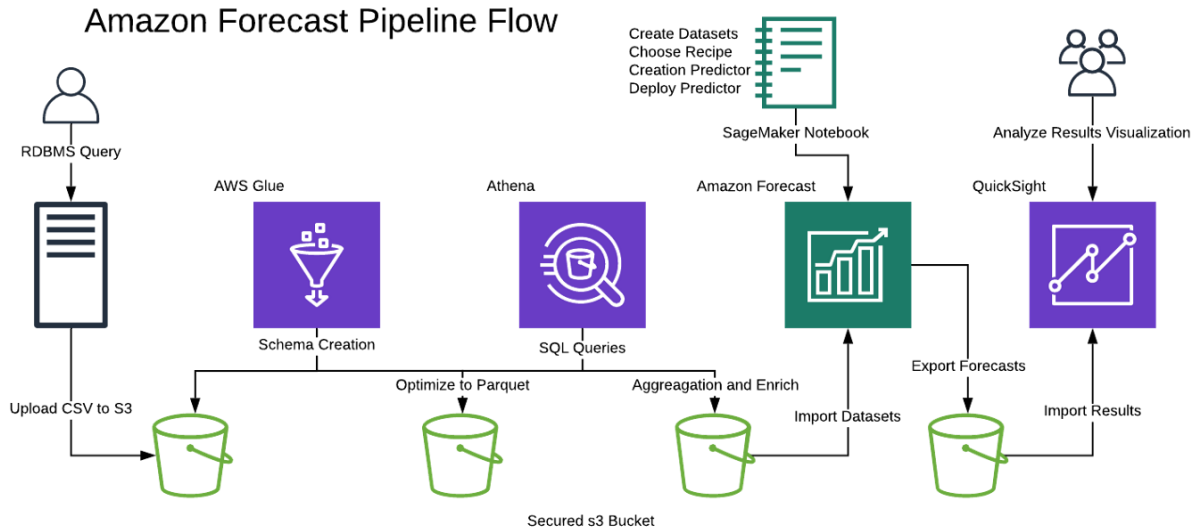 Amazon Forecast Pipeline Flow
Create Datasets
Choose Recipe
Creation Predictor
Deploy Predictor
RDBMS Query
SageMaker Notebook
Analyze Results Visualization
AWS Glue
Athena
Amazon Forecast
QuickSight
Schema Creation
SQL Queries
Optimize to Parquet
Aggreagation and Enrich
Export Forecasts
Upload CSV to S3
Import Datasets
Import Results
Secured s3 Bucket